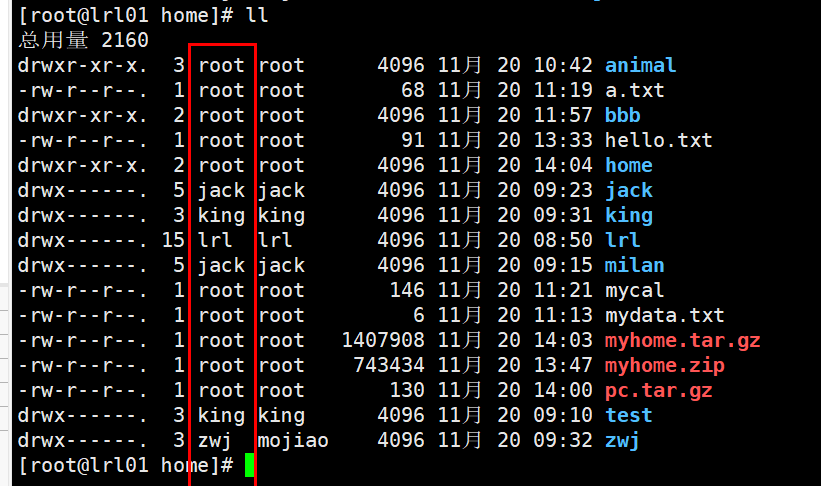 [root@lrl01 home]# ll
总用量 2160
drwxr-xr-x.  3 root root      4096 11月 20 10:42 animal
-rw-r--r--.  1 root root        68 11月 20 11:19 a.txt
drwxr-xr-x.  2 root root      4096 11月 20 11:57 bbb
-rw-r--r--.  1 root root        91 11月 20 13:33 hello.txt
drwxr-xr-x.  2 root root      4096 11月 20 14:04 home
drwx------.  5 jack jack      4096 11月 20 09:23 jack
drwx------.  3 king king      4096 11月 20 09:31 king
drwx------. 15 lrl  lrl       4096 11月 20 08:50 lrl
drwx------.  5 jack jack      4096 11月 20 09:15 milan
-rw-r--r--.  1 root root       146 11月 20 11:21 mycal
-rw-r--r--.  1 root root         6 11月 20 11:13 mydata.txt
-rw-r--r--.  1 root root   1407908 11月 20 14:03 myhome.tar.gz
-rw-r--r--.  1 root root    743434 11月 20 13:47 myhome.zip
-rw-r--r--.  1 root root       130 11月 20 14:00 pc.tar.gz
drwx------.  3 king king      4096 11月 20 09:10 test
drwx------.  3 zwj  mojiao    4096 11月 20 09:32 zwj
[root@lrl01 home]#